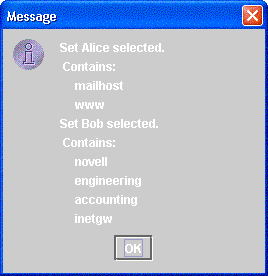 Message
Set Alice selected.
Contains:
mailhost
www
Set Bob selected.
Contains:
novell
engineering
accounting
inetgw
OK